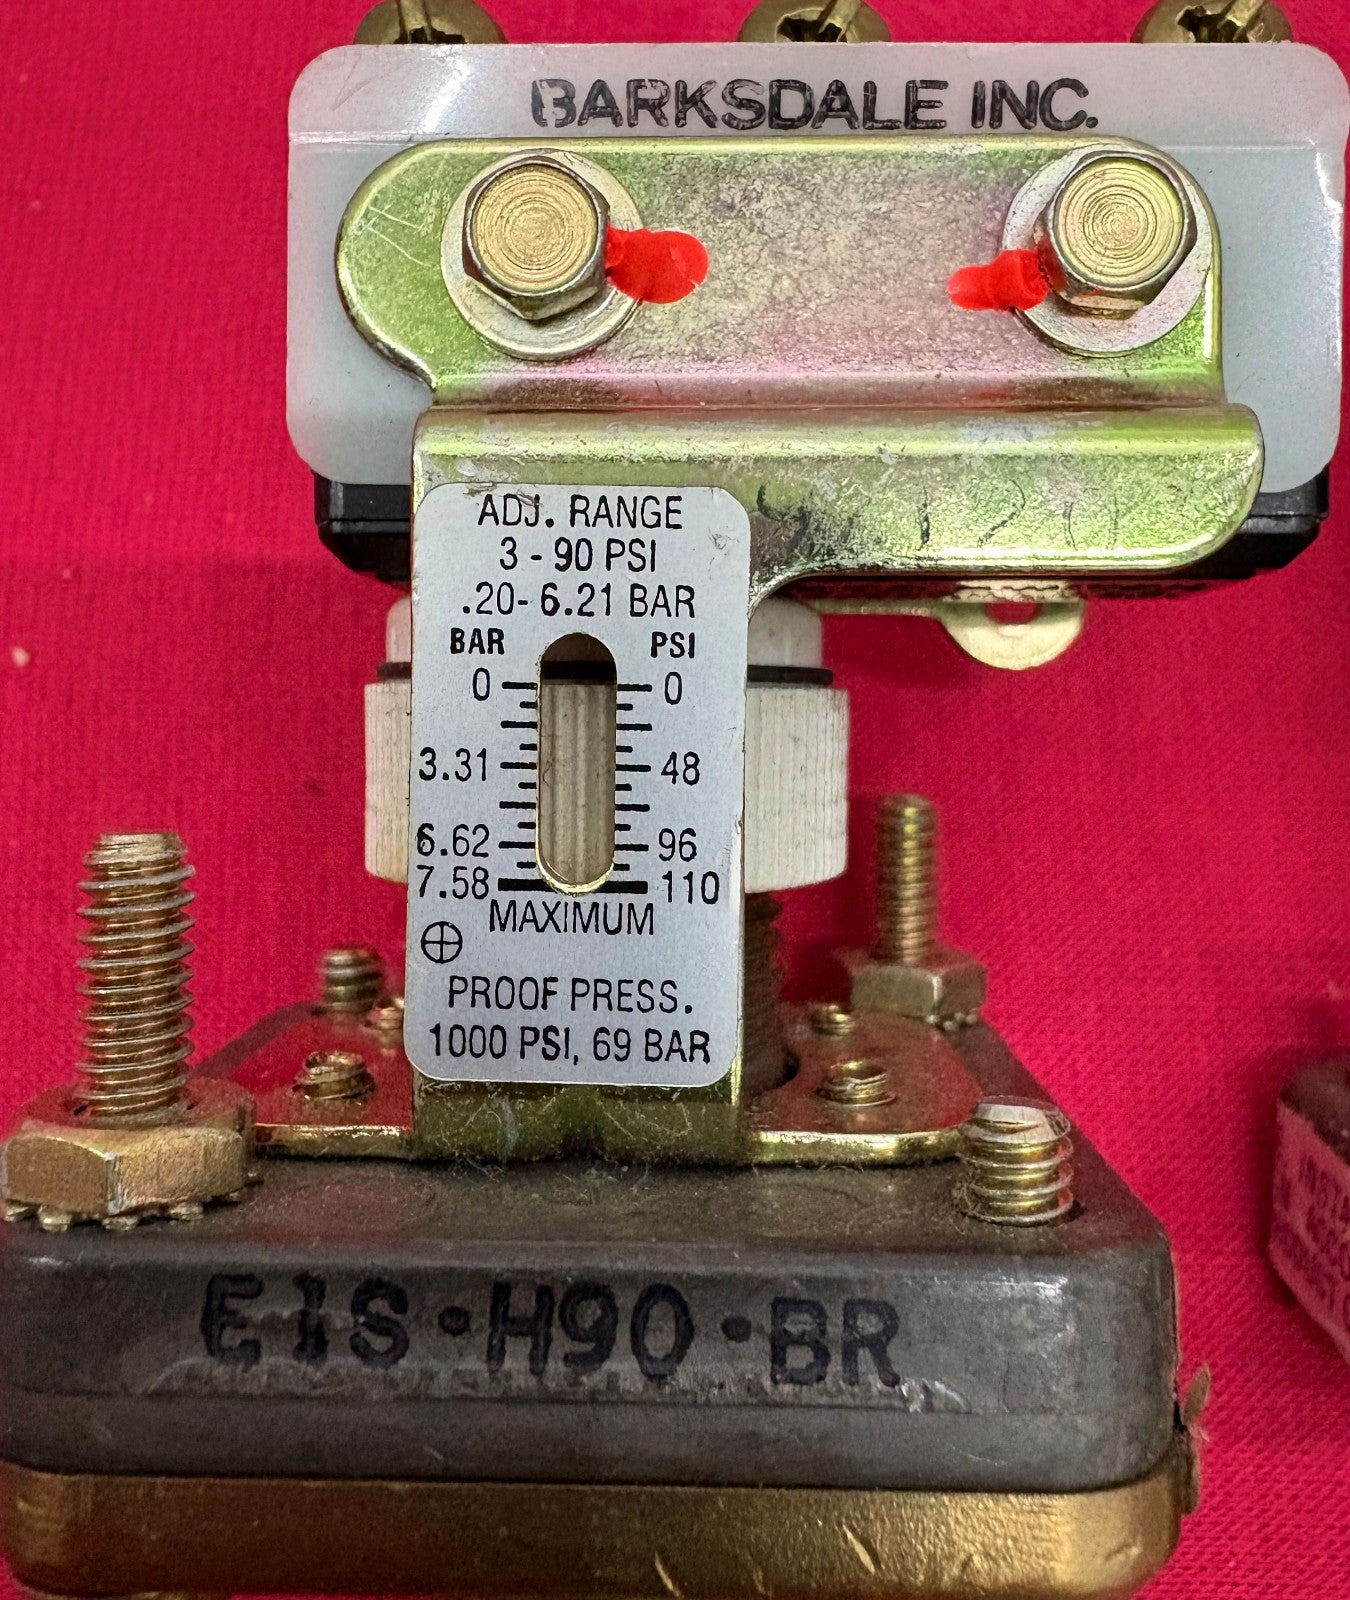 BARKSDALE INC.
ADJ. RANGE
3 - 90 PSI
.20- 6.21 BAR
BAR PSI
0 0
3.31 48
6.62 96
7.58 110
MAXIMUM
PROOF PRESS.
1000 PSI, 69 BAR
E1S·H90·BR